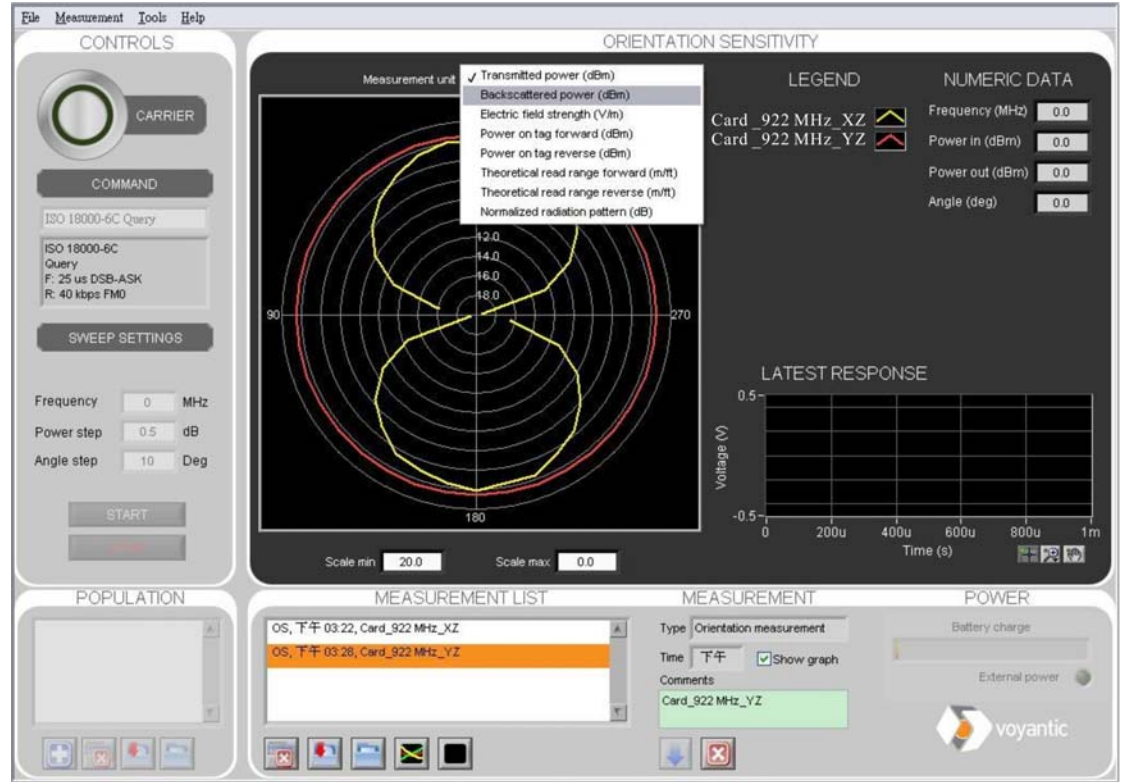 File Measurement Tools Help
CONTROLS
CARRIER
COMMAND
ISO 18000-6C Query
ISO 18000-6C
Query
F: 25 us DSB-ASK
R: 40 kbps FM0
SWEEP SETTINGS
Frequency 0 MHz
Power step 0.5 dB
Angle step 10 Deg
START
ORIENTATION SENSITIVITY
Measurement unit
✓ Transmitted power (dBm)
Backscattered power (dBm)
Electric field strength (V/m)
Power on tag forward (dBm)
Power on tag reverse (dBm)
Theoretical read range forward (m/ft)
Theoretical read range reverse (m/ft)
Normalized radiation pattern (dB)
12.0
14.0
16.0
18.0
90
270
180
Scale min 20.0 Scale max 0.0
LEGEND
Card _922 MHz_XZ
Card _922 MHz_YZ
NUMERIC DATA
Frequency (MHz) 0.0
Power in (dBm) 0.0
Power out (dBm) 0.0
Angle (deg) 0.0
LATEST RESPONSE
Voltage (V)
0.5
-0.5
0 200u 400u 600u 800u 1m
Time (s)
POPULATION
MEASUREMENT LIST
OS, 下午 03:22, Card_922 MHz_XZ
OS, 下午 03:28, Card_922 MHz_YZ
MEASUREMENT
Type Orientation measurement
Time 下午 Show graph
Comments
Card_922 MHz_YZ
POWER
Battery charge
External power
voyantic